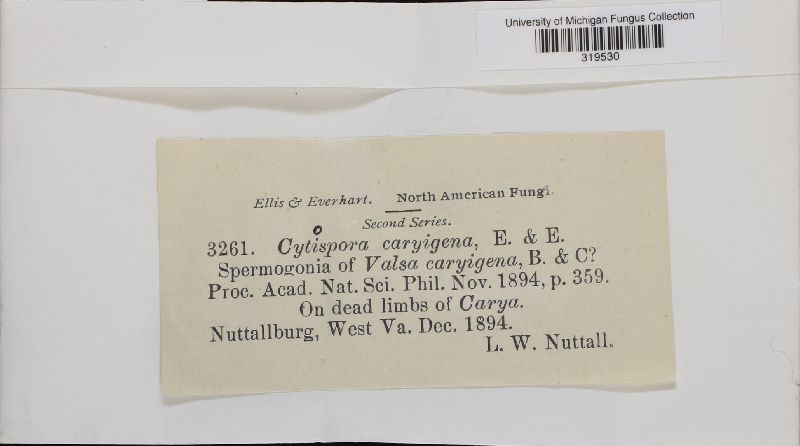 University of Michigan Fungus Collection
319530
Ellis & Everhart. North American Fungi.
Second Series.
o
3261. Cytispora caryigena, E. & E.
Spermogonia of Valsa caryigena, B. & C?
Proc. Acad. Nat. Sci. Phil. Nov. 1894, p. 359.
On dead limbs of Carya.
Nuttallburg, West Va. Dec. 1894.
L. W. Nuttall.